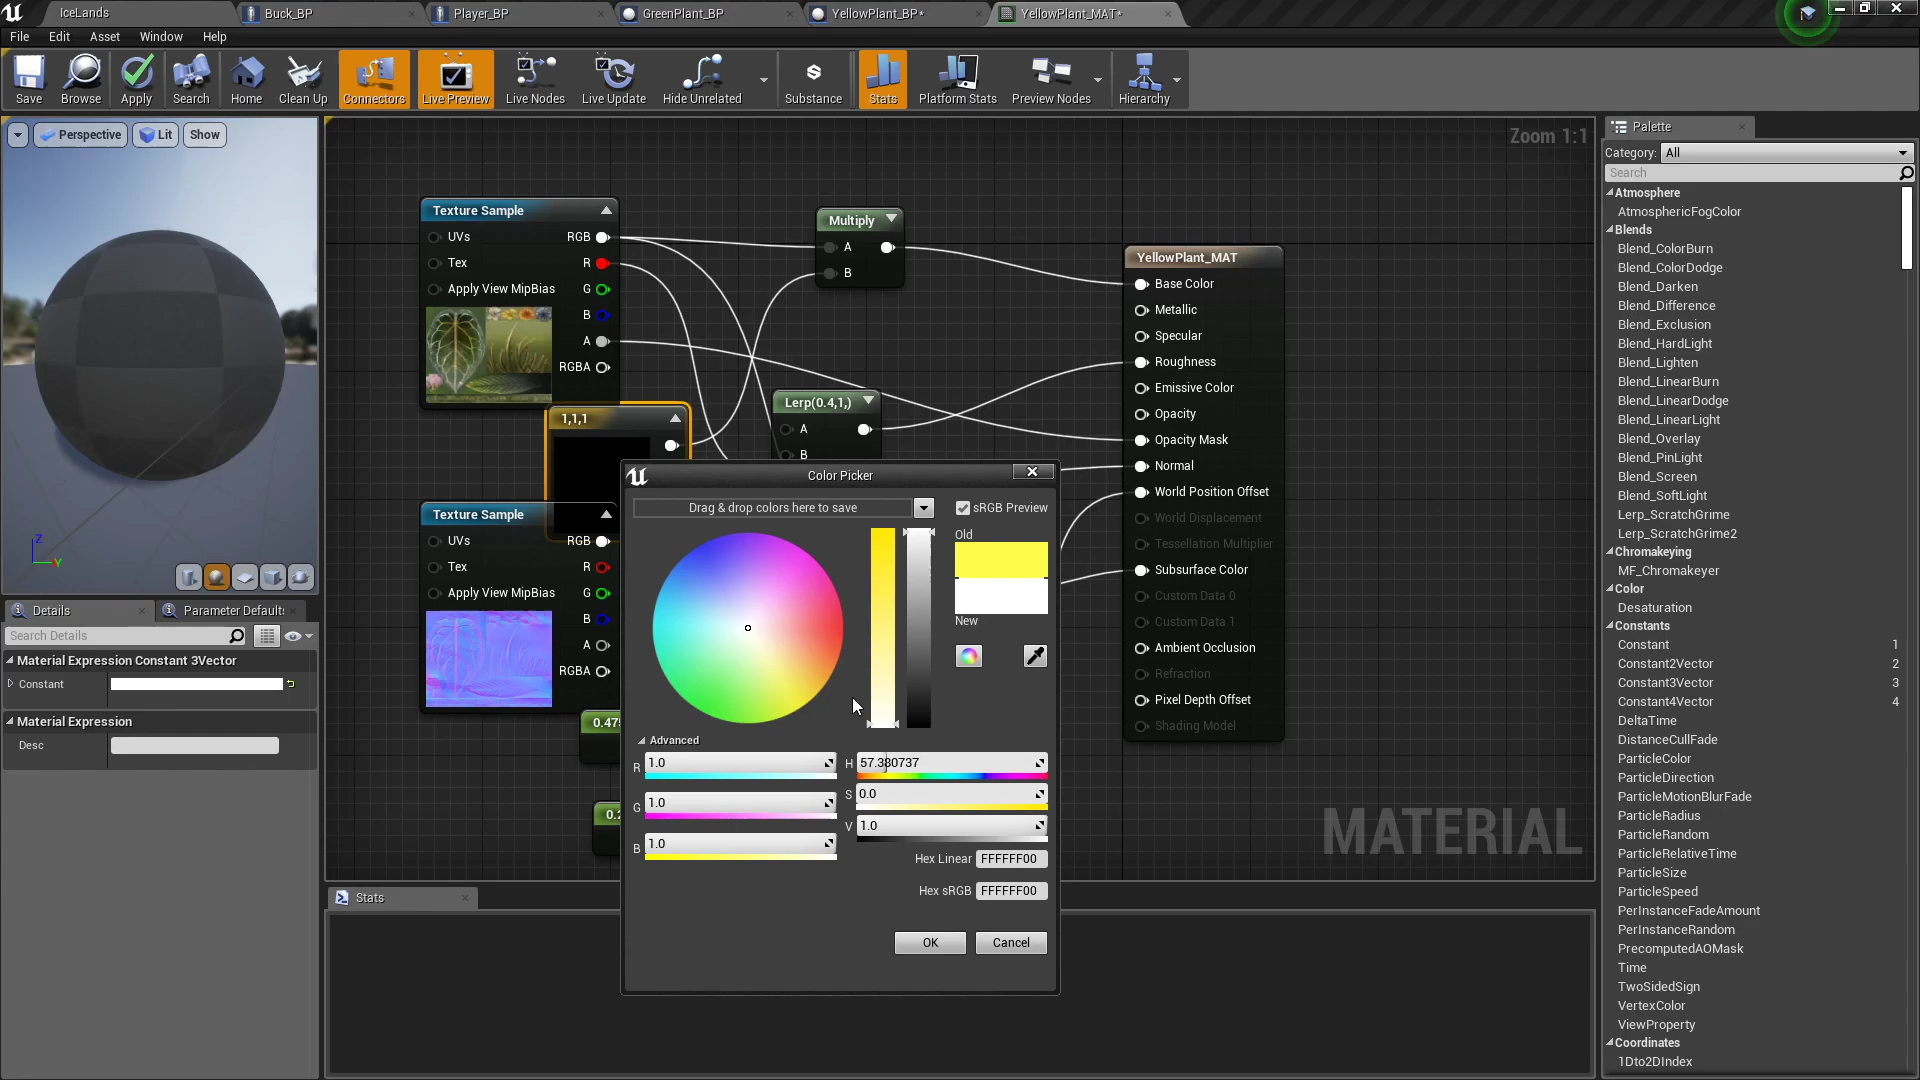 IceLands
Buck_BP
Player_BP
GreenPlant_BP
YellowPlant_BP*
YellowPlant_MAT*
File
Edit
Asset
Window
Help
Save
Browse
Apply
Search
Home
Clean Up
Connectors
Live Preview
Live Nodes
Live Update
Hide Unrelated
Substance
Stats
Platform Stats
Preview Nodes
Hierarchy
Perspective
Lit
Show
Z
Y
Details
Parameter Default
Search Details
Material Expression Constant 3Vector
Constant
Material Expression
Desc
Zoom 1:1
Texture Sample
UVs
RGB
Tex
R
Apply View MipBias
G
B
A
RGBA
1,1,1
Texture Sample
UVs
RGB
Tex
R
Apply View MipBias
G
B
A
RGBA
0.475
0.2
Multiply
A
B
Lerp(0.4,1,)
A
B
YellowPlant_MAT
Base Color
Metallic
Specular
Roughness
Emissive Color
Opacity
Opacity Mask
Normal
World Position Offset
World Displacement
Tessellation Multiplier
Subsurface Color
Custom Data 0
Custom Data 1
Ambient Occlusion
Refraction
Pixel Depth Offset
Shading Model
MATERIAL
Color Picker
Drag & drop colors here to save
sRGB Preview
Old
New
Advanced
R
1.0
G
1.0
B
1.0
H
57.380737
S
0.0
V
1.0
Hex Linear
FFFFFF00
Hex sRGB
FFFFFF00
OK
Cancel
Stats
Palette
Category:
All
Search
Atmosphere
AtmosphericFogColor
Blends
Blend_ColorBurn
Blend_ColorDodge
Blend_Darken
Blend_Difference
Blend_Exclusion
Blend_HardLight
Blend_Lighten
Blend_LinearBurn
Blend_LinearDodge
Blend_LinearLight
Blend_Overlay
Blend_PinLight
Blend_Screen
Blend_SoftLight
Lerp_ScratchGrime
Lerp_ScratchGrime2
Chromakeying
MF_Chromakeyer
Color
Desaturation
Constants
Constant 1
Constant2Vector 2
Constant3Vector 3
Constant4Vector 4
DeltaTime
DistanceCullFade
ParticleColor
ParticleDirection
ParticleMotionBlurFade
ParticleRadius
ParticleRandom
ParticleRelativeTime
ParticleSize
ParticleSpeed
PerInstanceFadeAmount
PerInstanceRandom
PrecomputedAOMask
Time
TwoSidedSign
VertexColor
ViewProperty
Coordinates
1Dto2DIndex